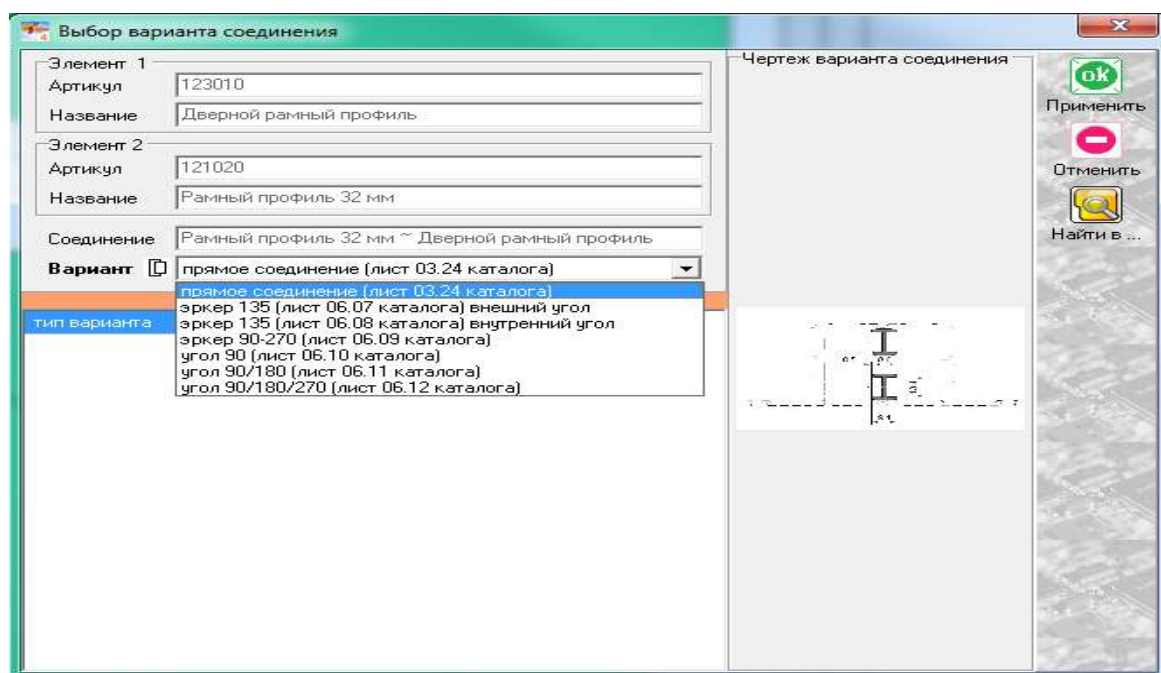 Выбор варианта соединения
Элемент 1
Артикул 123010
Название Дверной рамный профиль
Элемент 2
Артикул 121020
Название Рамный профиль 32 мм
Соединение Рамный профиль 32 мм ~ Дверной рамный профиль
Вариант прямое соединение (лист 03.24 каталога)
прямое соединение (лист 03.24 каталога)
эркер 135 (лист 06.07 каталога) внешний угол
эркер 135 (лист 06.08 каталога) внутренний угол
эркер 90-270 (лист 06.09 каталога)
угол 90 (лист 06.10 каталога)
угол 90/180 (лист 06.11 каталога)
угол 90/180/270 (лист 06.12 каталога)
тип варианта
Чертеж варианта соединения
ok
Применить
Отменить
Найти в ...